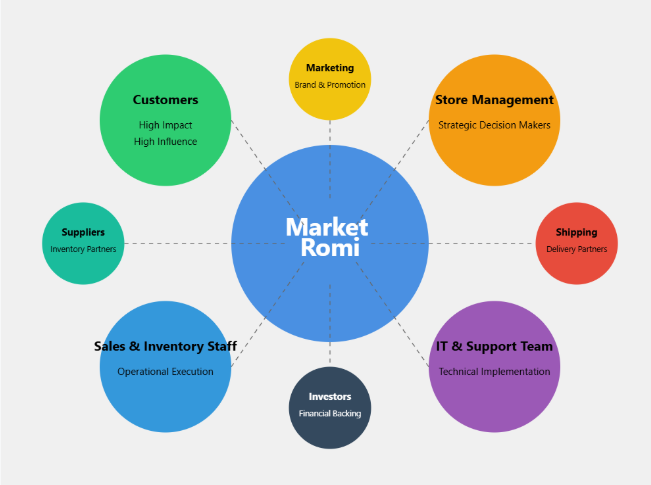 Marketing
Brand & Promotion
Customers
High Impact
High Influence
Store Management
Strategic Decision Makers
Suppliers
Inventory Partners
Market
Romi
Shipping
Delivery Partners
Sales & Inventory Staff
Operational Execution
IT & Support Team
Technical Implementation
Investors
Financial Backing